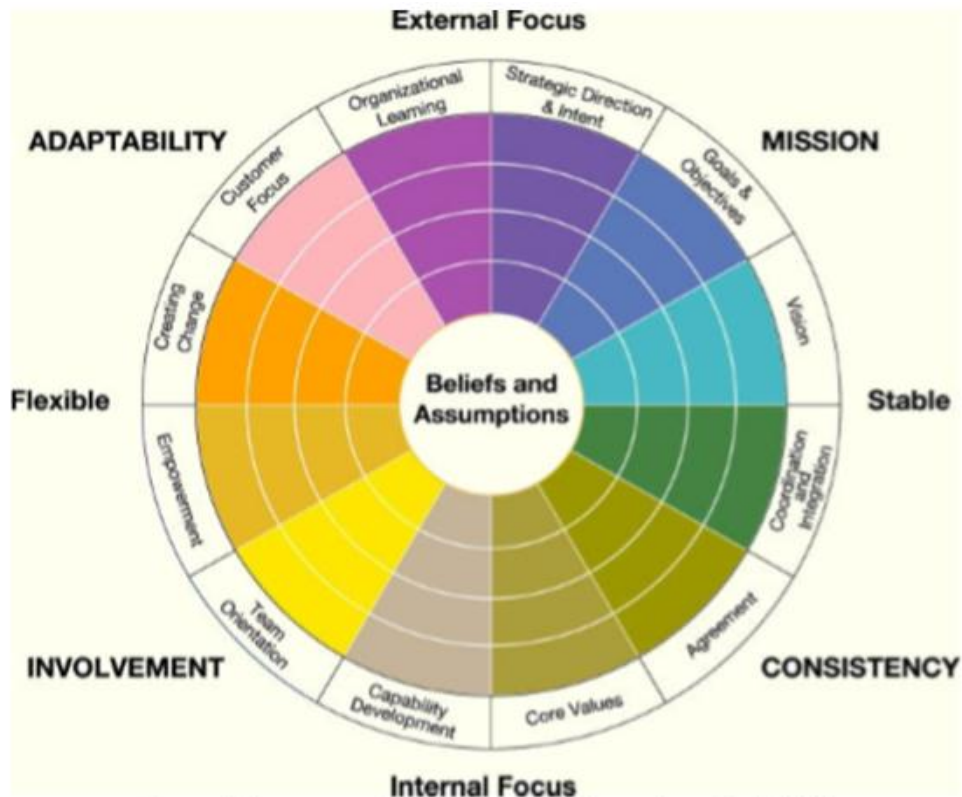 External Focus
ADAPTABILITY
MISSION
Organizational
Learning
Strategic Direction
& Intent
Customer
Focus
Goals &
Objectives
Creating
Change
Vision
Flexible
Beliefs and
Assumptions
Stable
Empowerment
Coordination
and
Integration
Team
Orientation
Agreement
INVOLVEMENT
CONSISTENCY
Capability
Development
Core Values
Internal Focus